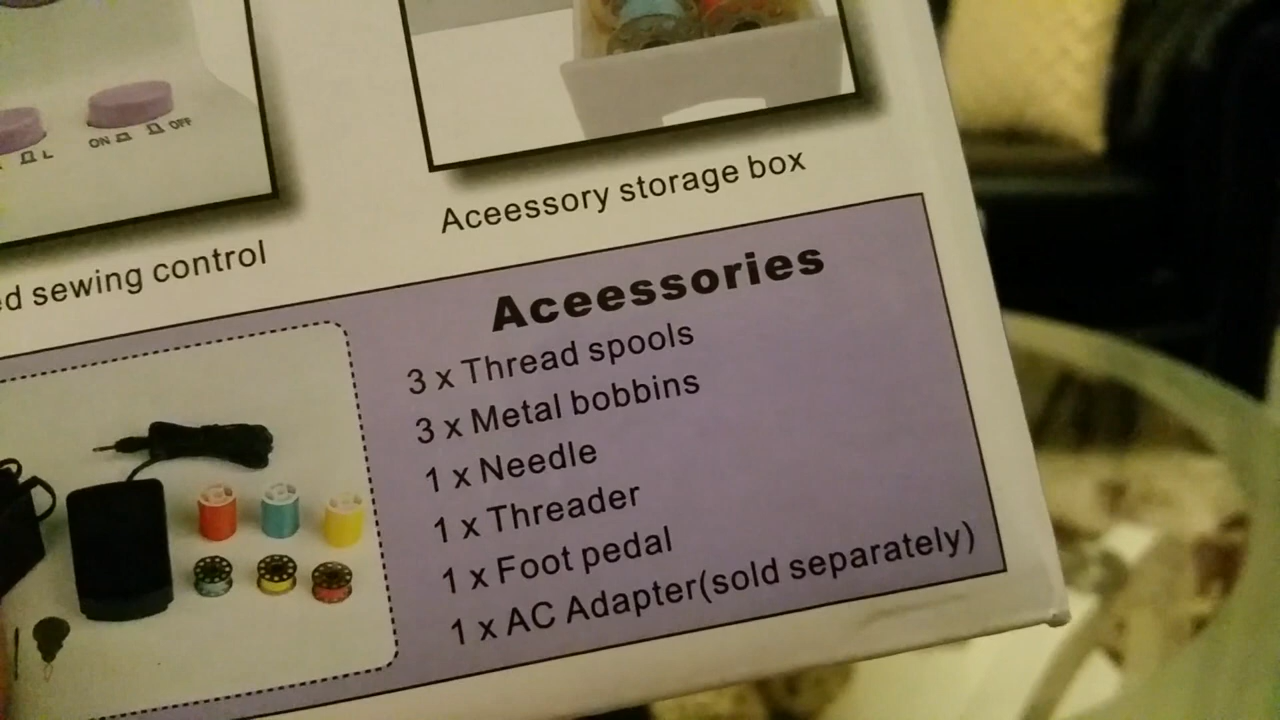 L
ON OFF
sewing control
Aceessory storage box
Aceessories
3 x Thread spools
3 x Metal bobbins
1 x Needle
1 x Threader
1 x Foot pedal
1 x AC Adapter(sold separately)